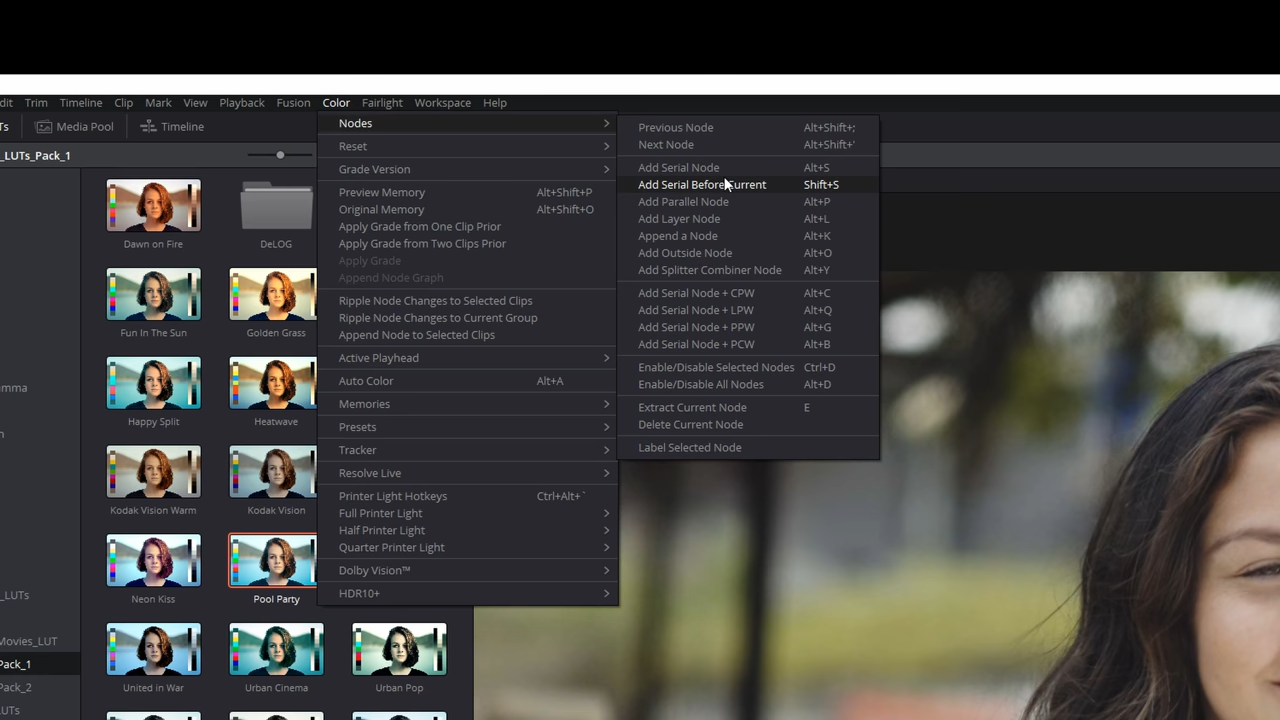 dit Trim Timeline Clip Mark View Playback Fusion Color Fairlight Workspace Help
Ts Media Pool Timeline
_LUTs_Pack_1
Dawn on Fire
DeLOG
Fun In The Sun
Golden Grass
Happy Split
Heatwave
Kodak Vision Warm
Kodak Vision
Neon Kiss
Pool Party
United in War
Urban Cinema
Urban Pop
mma
n
_LUTs
Movies_LUT
Pack_1
Pack_2
UTs
Nodes
Reset
Grade Version
Preview Memory Alt+Shift+P
Original Memory Alt+Shift+O
Apply Grade from One Clip Prior
Apply Grade from Two Clips Prior
Apply Grade
Append Node Graph
Ripple Node Changes to Selected Clips
Ripple Node Changes to Current Group
Append Node to Selected Clips
Active Playhead
Auto Color Alt+A
Memories
Presets
Tracker
Resolve Live
Printer Light Hotkeys Ctrl+Alt+`
Full Printer Light
Half Printer Light
Quarter Printer Light
Dolby Vision™
HDR10+
Previous Node Alt+Shift+;
Next Node Alt+Shift+'
Add Serial Node Alt+S
Add Serial Before Current Shift+S
Add Parallel Node Alt+P
Add Layer Node Alt+L
Append a Node Alt+K
Add Outside Node Alt+O
Add Splitter Combiner Node Alt+Y
Add Serial Node + CPW Alt+C
Add Serial Node + LPW Alt+Q
Add Serial Node + PPW Alt+G
Add Serial Node + PCW Alt+B
Enable/Disable Selected Nodes Ctrl+D
Enable/Disable All Nodes Alt+D
Extract Current Node E
Delete Current Node
Label Selected Node